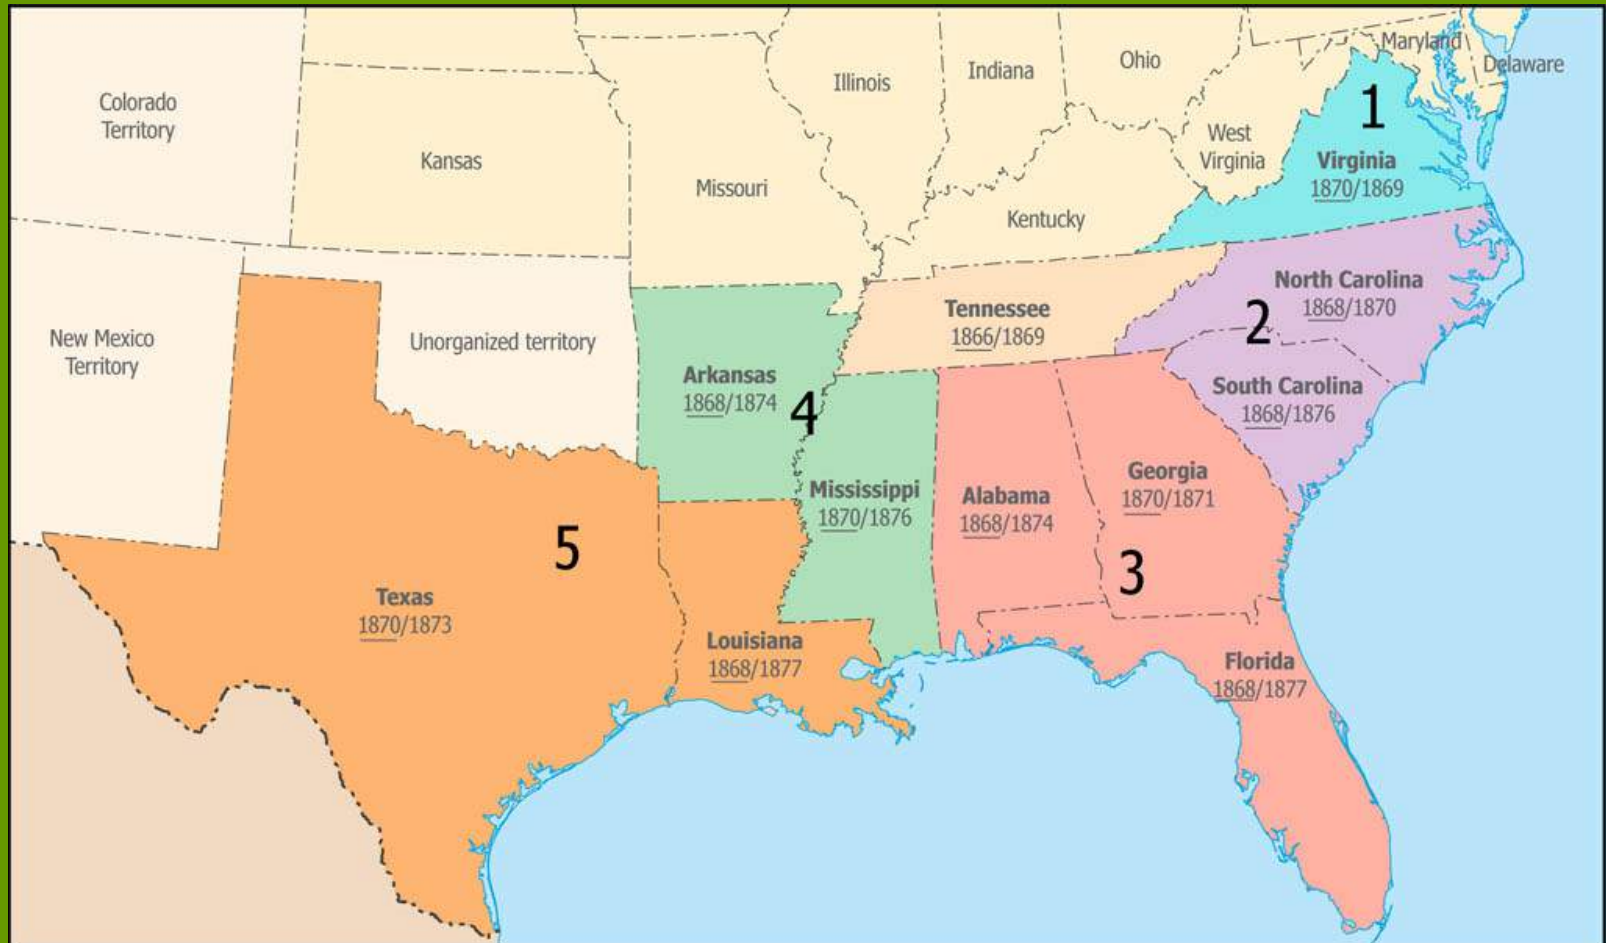 Maryland
Delaware
Ohio
Indiana
Illinois
Colorado
Territory
Kansas
Missouri
Kentucky
West
Virginia
1
Virginia
1870/1869
North Carolina
1868/1870
2
South Carolina
1868/1876
Tennessee
1866/1869
New Mexico
Territory
Unorganized territory
Arkansas
1868/1874
4
Mississippi
1870/1876
Alabama
1868/1874
Georgia
1870/1871
3
5
Texas
1870/1873
Louisiana
1868/1877
Florida
1868/1877